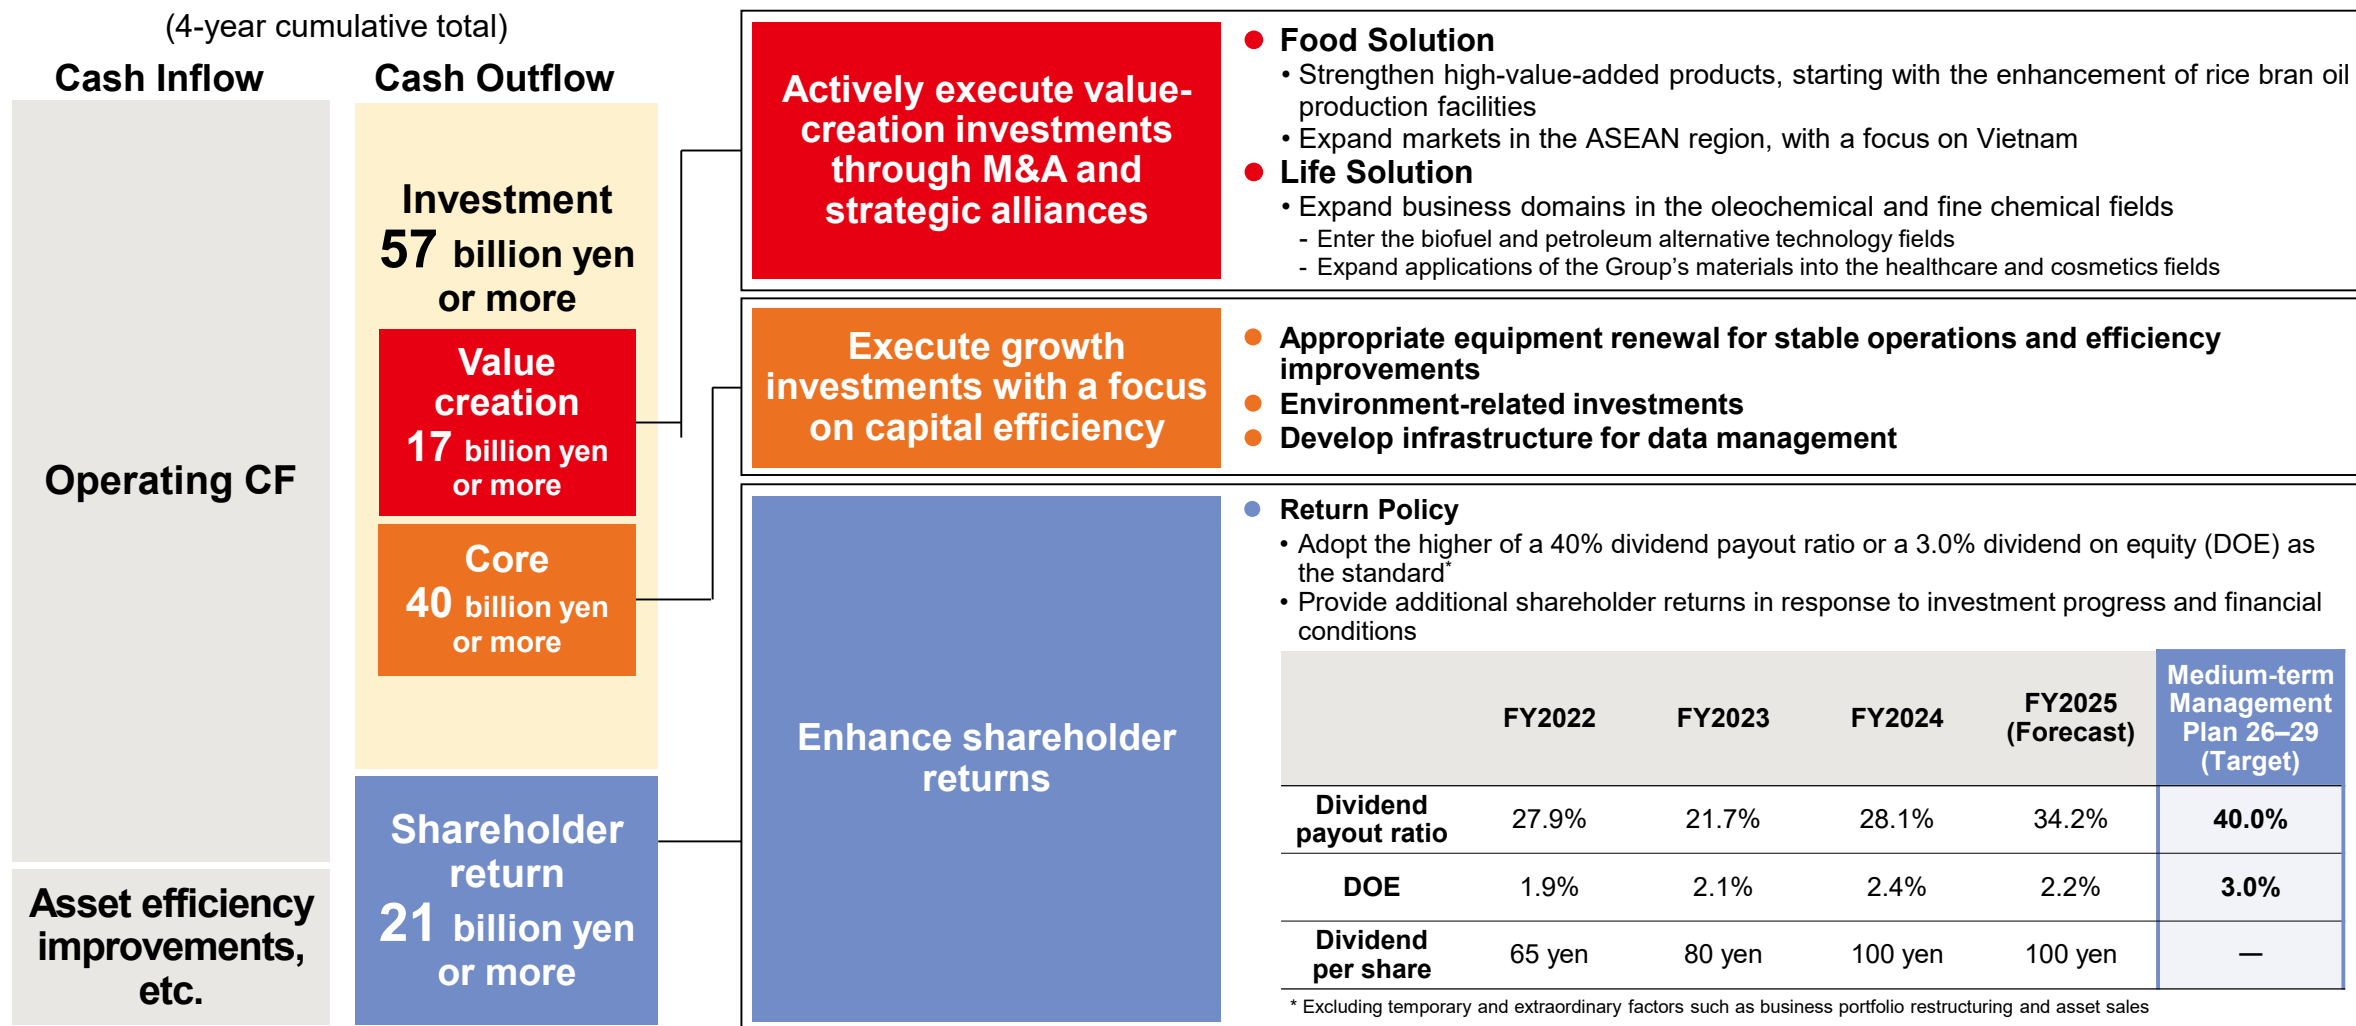 (4-year cumulative total)
Cash Inflow
Cash Outflow
Operating CF
Asset efficiency
improvements,
etc.
Investment
57 billion yen
or more
Value
creation
17 billion yen
or more
Core
40 billion yen
or more
Shareholder
return
21 billion yen
or more
Actively execute value-
creation investments
through M&A and
strategic alliances
● Food Solution
• Strengthen high-value-added products, starting with the enhancement of rice bran oil
production facilities
• Expand markets in the ASEAN region, with a focus on Vietnam
● Life Solution
• Expand business domains in the oleochemical and fine chemical fields
- Enter the biofuel and petroleum alternative technology fields
- Expand applications of the Group’s materials into the healthcare and cosmetics fields
Execute growth
investments with a focus
on capital efficiency
● Appropriate equipment renewal for stable operations and efficiency
improvements
● Environment-related investments
● Develop infrastructure for data management
Enhance shareholder
returns
● Return Policy
• Adopt the higher of a 40% dividend payout ratio or a 3.0% dividend on equity (DOE) as
the standard*
• Provide additional shareholder returns in response to investment progress and financial
conditions
FY2022
FY2023
FY2024
FY2025
(Forecast)
Medium-term
Management
Plan 26–29
(Target)
Dividend
payout ratio
27.9%
21.7%
28.1%
34.2%
40.0%
DOE
1.9%
2.1%
2.4%
2.2%
3.0%
Dividend
per share
65 yen
80 yen
100 yen
100 yen
—
* Excluding temporary and extraordinary factors such as business portfolio restructuring and asset sales